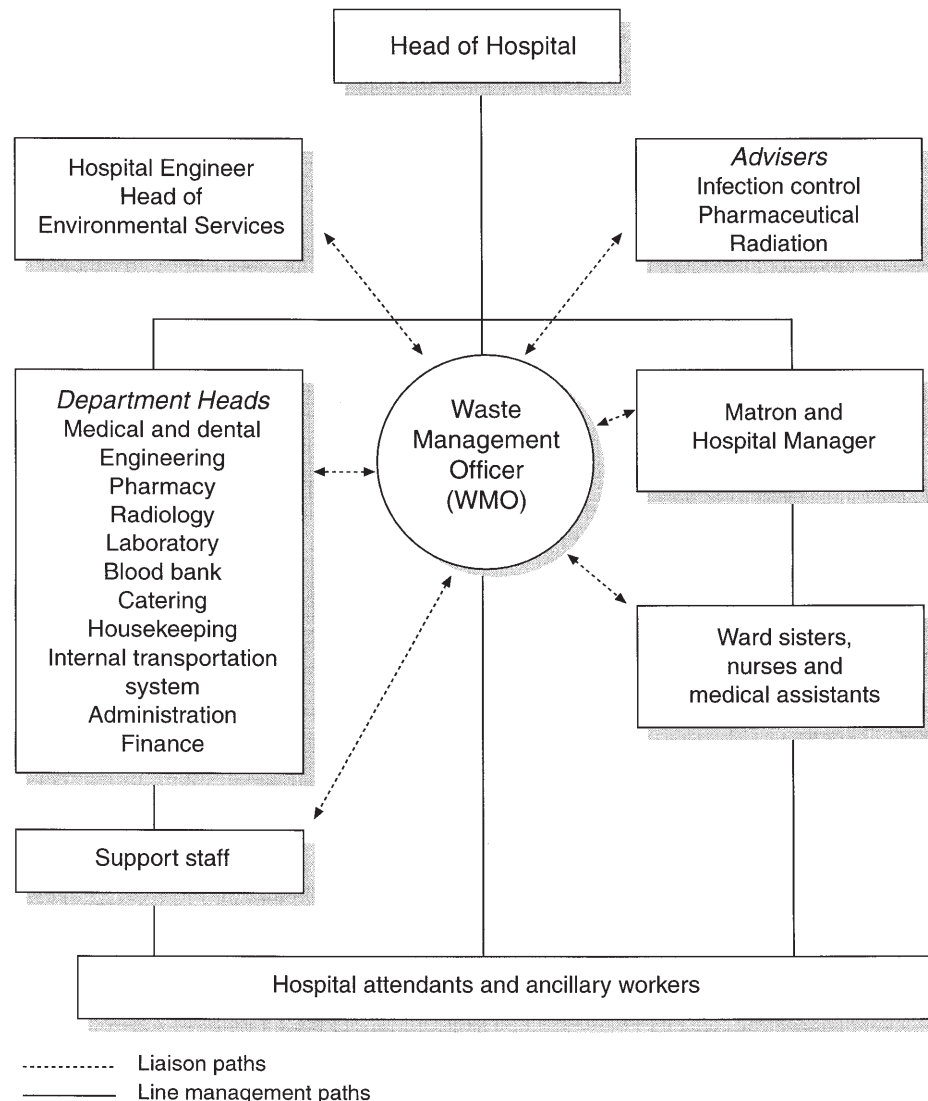 Head of Hospital
Hospital Engineer
Head of
Environmental Services
Advisers
Infection control
Pharmaceutical
Radiation
Department Heads
Medical and dental
Engineering
Pharmacy
Radiology
Laboratory
Blood bank
Catering
Housekeeping
Internal transportation
system
Administration
Finance
Waste
Management
Officer
(WMO)
Matron and
Hospital Manager
Ward sisters,
nurses and
medical assistants
Support staff
Hospital attendants and ancillary workers
Liaison paths
Line management paths